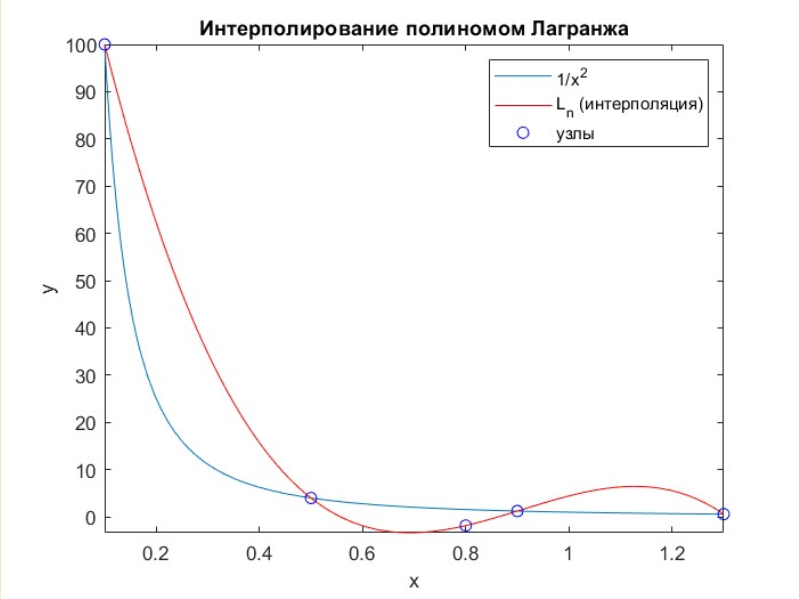 Интерполирование полиномом Лагранжа
1/x²
Lₙ (интерполяция)
узлы
100
90
80
70
60
50
40
30
20
10
0
y
0.2 0.4 0.6 0.8 1 1.2
x